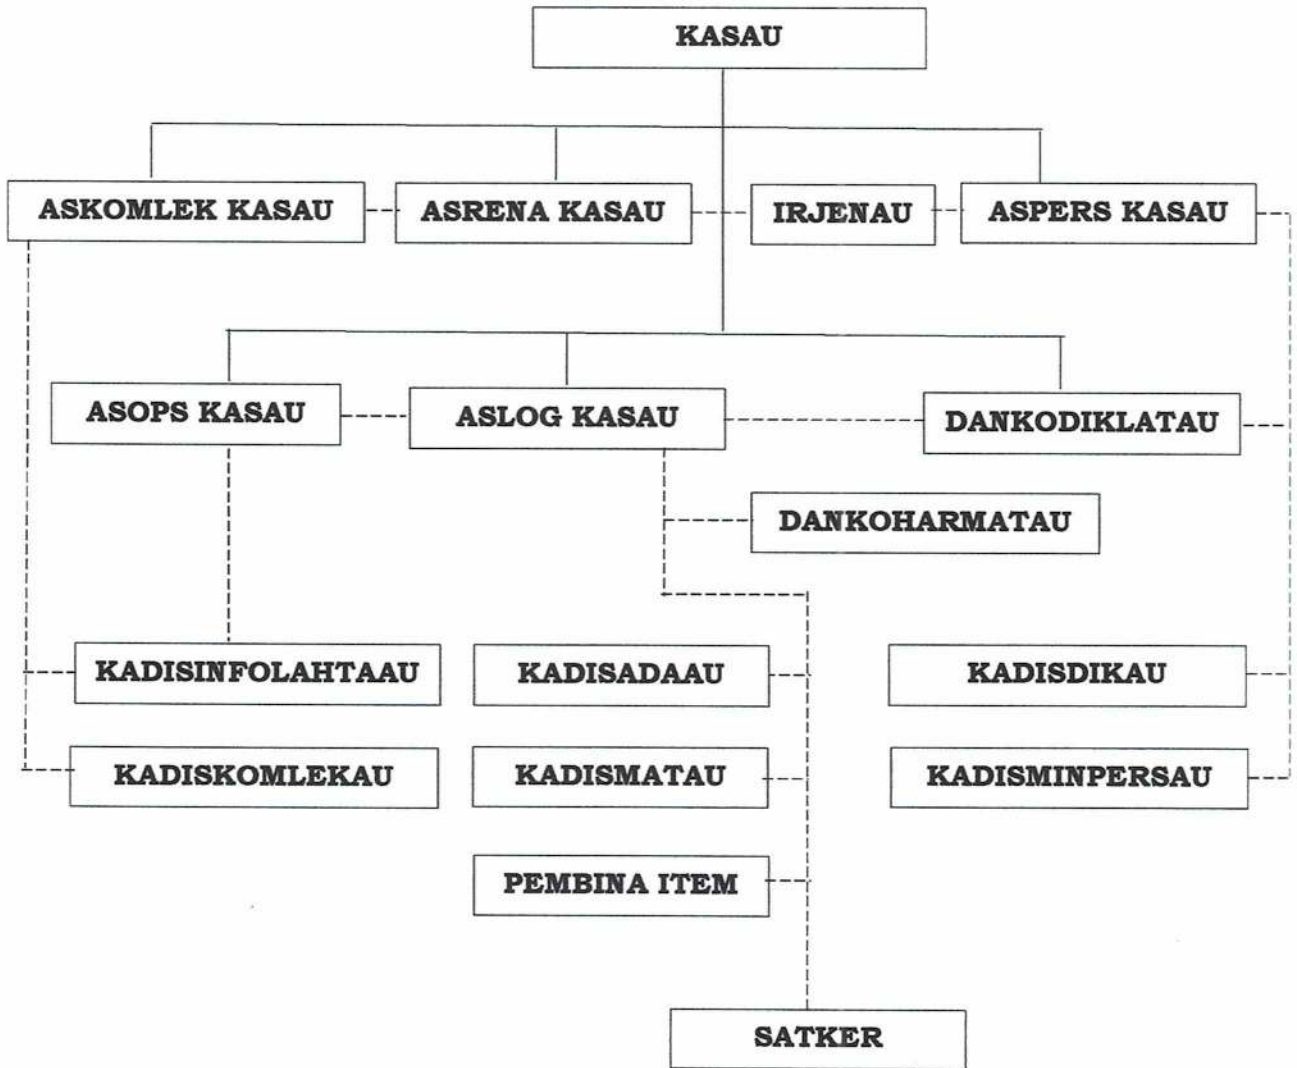 KASAU
ASKOMLEK KASAU
ASRENA KASAU
IRJENAU
ASPERS KASAU
ASOPS KASAU
ASLOG KASAU
DANKODIKLATAU
DANKOHARMATAU
KADISINFOLAHTAAU
KADISADAAU
KADISDIKAU
KADISKOMLEKAU
KADISMATAU
KADISMINPERSAU
PEMBINA ITEM
SATKER